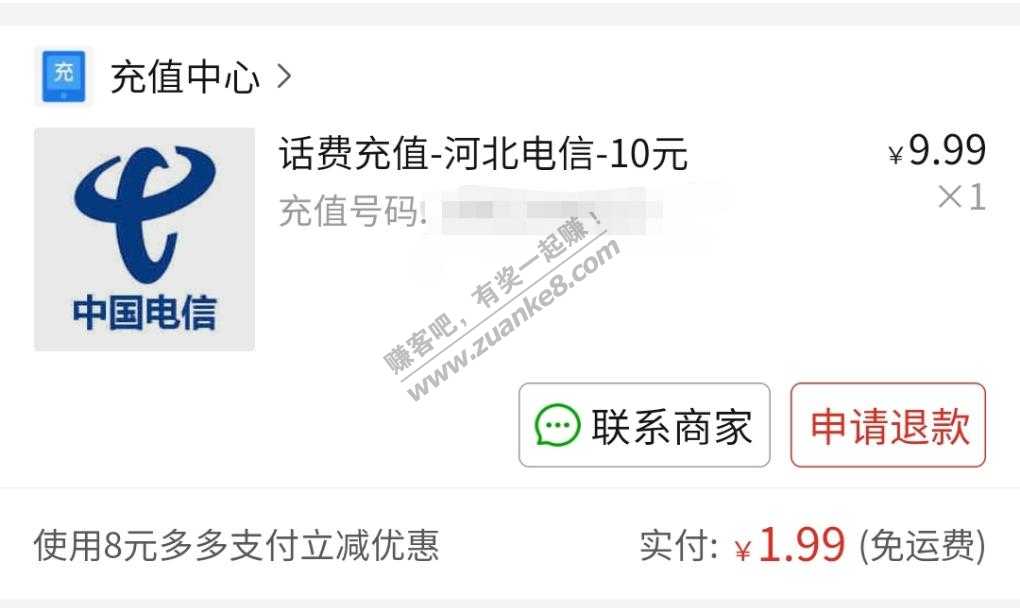 充
充值中心 >
中国电信
话费充值-河北电信-10元
¥9.99
充值号码:
×1
赚客吧，有奖一起赚！
www.zuanke8.com
联系商家
申请退款
使用8元多多支付立减优惠
实付: ¥1.99 (免运费)